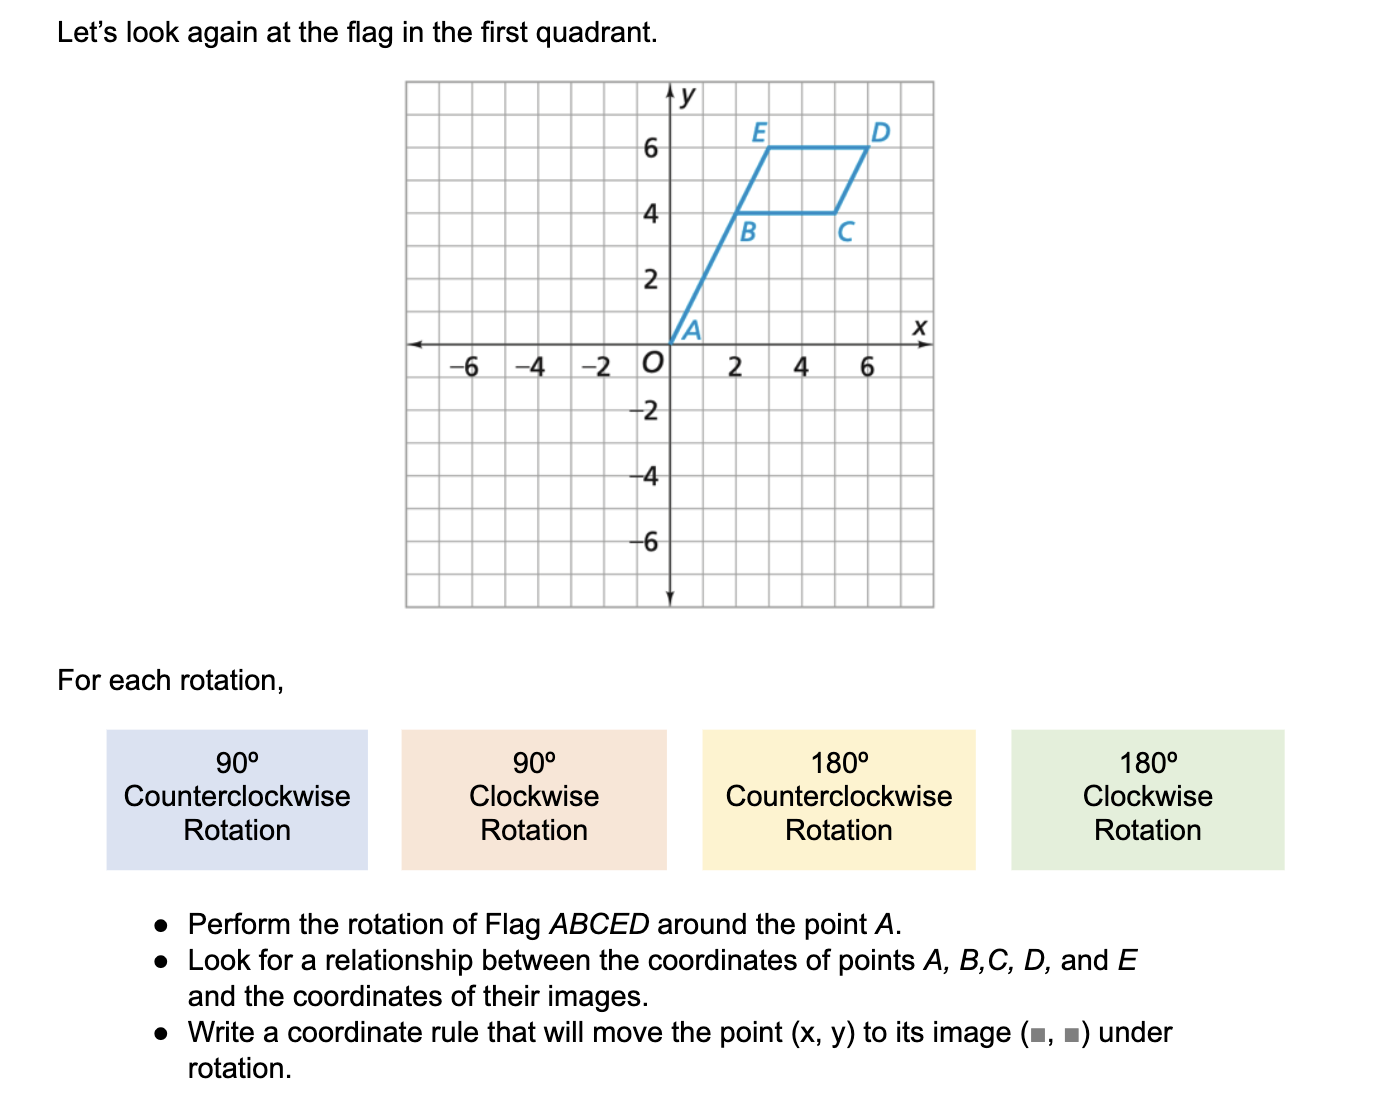 Let's look again at the flag in the first quadrant.
y
E D
6
4
B C
2
A
x
−6 −4 −2 O 2 4 6
−2
−4
−6
For each rotation,
90º
Counterclockwise
Rotation
90º
Clockwise
Rotation
180º
Counterclockwise
Rotation
180º
Clockwise
Rotation
● Perform the rotation of Flag ABCED around the point A.
● Look for a relationship between the coordinates of points A, B,C, D, and E
and the coordinates of their images.
● Write a coordinate rule that will move the point (x, y) to its image (■, ■) under
rotation.